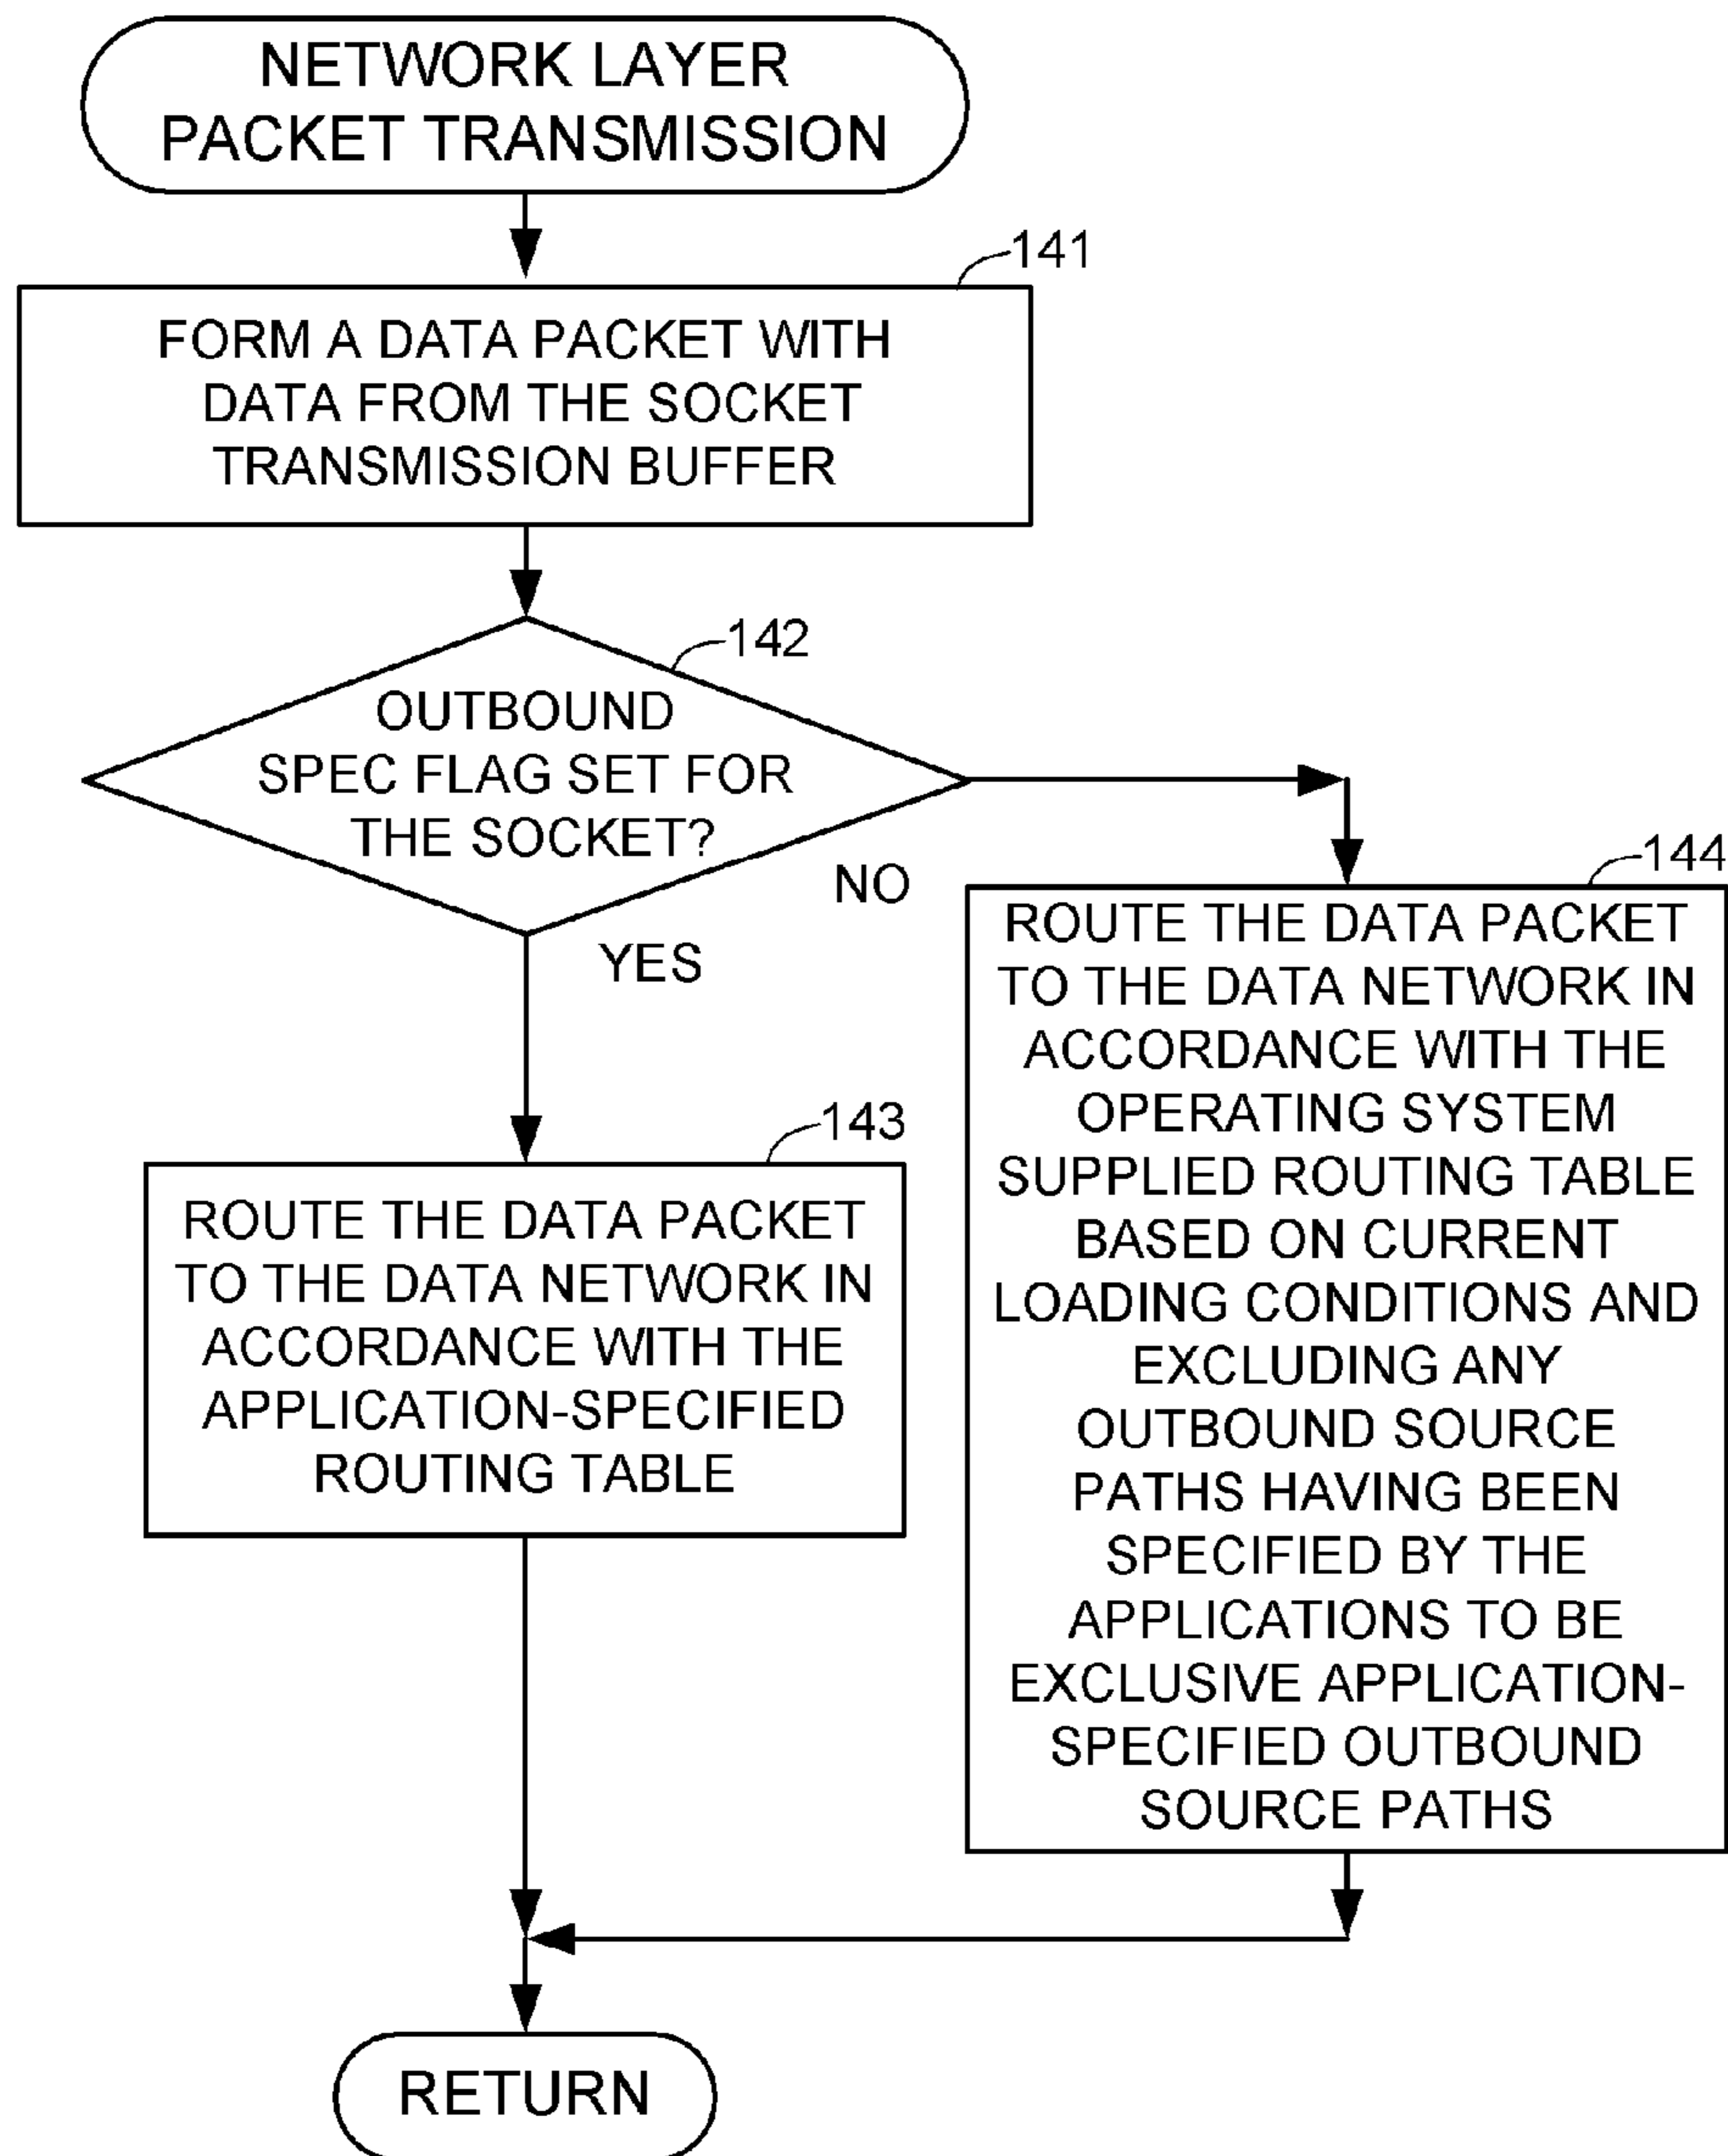 NETWORK LAYER
PACKET TRANSMISSION
141
FORM A DATA PACKET WITH
DATA FROM THE SOCKET
TRANSMISSION BUFFER
142
OUTBOUND
SPEC FLAG SET FOR
THE SOCKET?
NO
YES
143
ROUTE THE DATA PACKET
TO THE DATA NETWORK IN
ACCORDANCE WITH THE
APPLICATION-SPECIFIED
ROUTING TABLE
144
ROUTE THE DATA PACKET
TO THE DATA NETWORK IN
ACCORDANCE WITH THE
OPERATING SYSTEM
SUPPLIED ROUTING TABLE
BASED ON CURRENT
LOADING CONDITIONS AND
EXCLUDING ANY
OUTBOUND SOURCE
PATHS HAVING BEEN
SPECIFIED BY THE
APPLICATIONS TO BE
EXCLUSIVE APPLICATION-
SPECIFIED OUTBOUND
SOURCE PATHS
RETURN